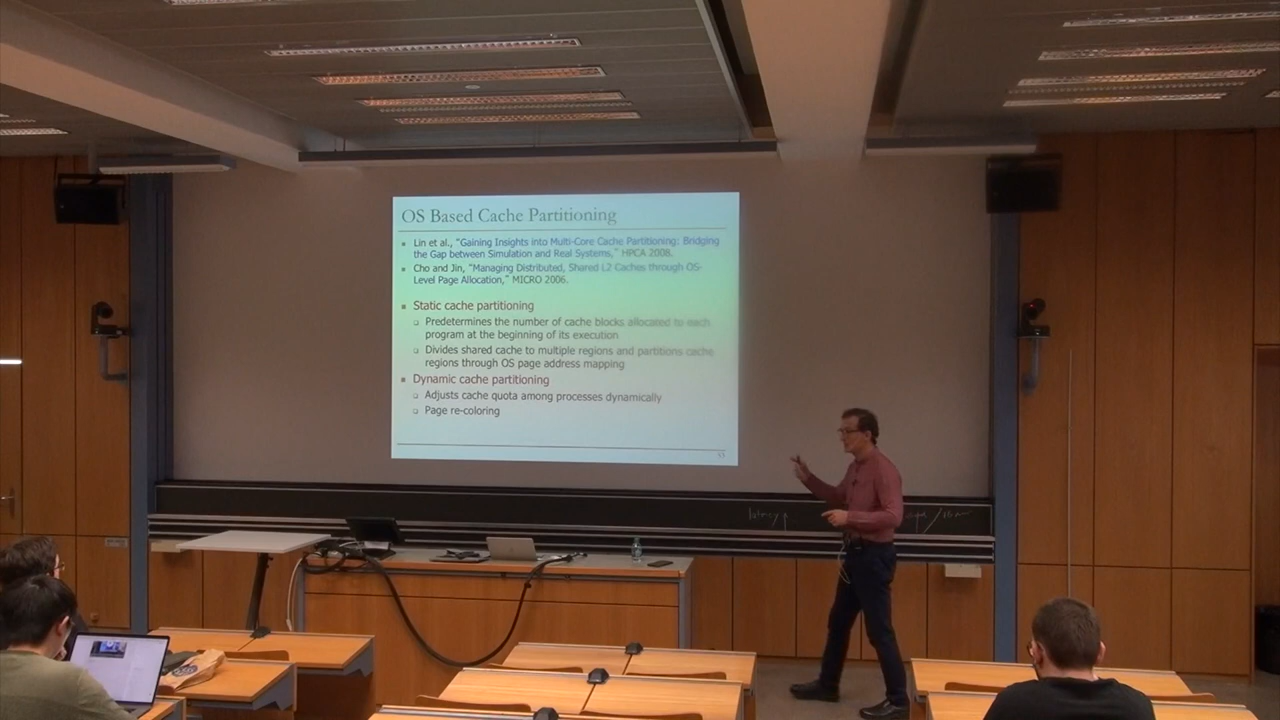 OS Based Cache Partitioning
Lin et al., "Gaining Insights into Multi-Core Cache Partitioning: Bridging
the Gap between Simulation and Real Systems," HPCA 2008.
Cho and Jin, "Managing Distributed, Shared L2 Caches through OS-
Level Page Allocation," MICRO 2006.
Static cache partitioning
Predetermines the number of cache blocks allocated to each
program at the beginning of its execution
Divides shared cache to multiple regions and partitions cache
regions through OS page address mapping
Dynamic cache partitioning
Adjusts cache quota among processes dynamically
Page re-coloring